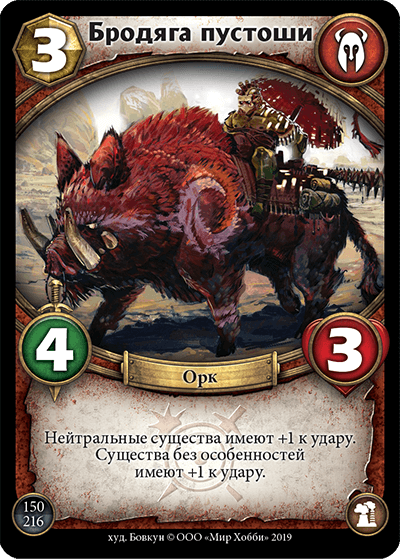 3
Бродяга пустоши
4
3
Орк
Нейтральные существа имеют +1 к удару.
Существа без особенностей
имеют +1 к удару.
150
216
худ. Бовкун © ООО «Мир Хобби» 2019